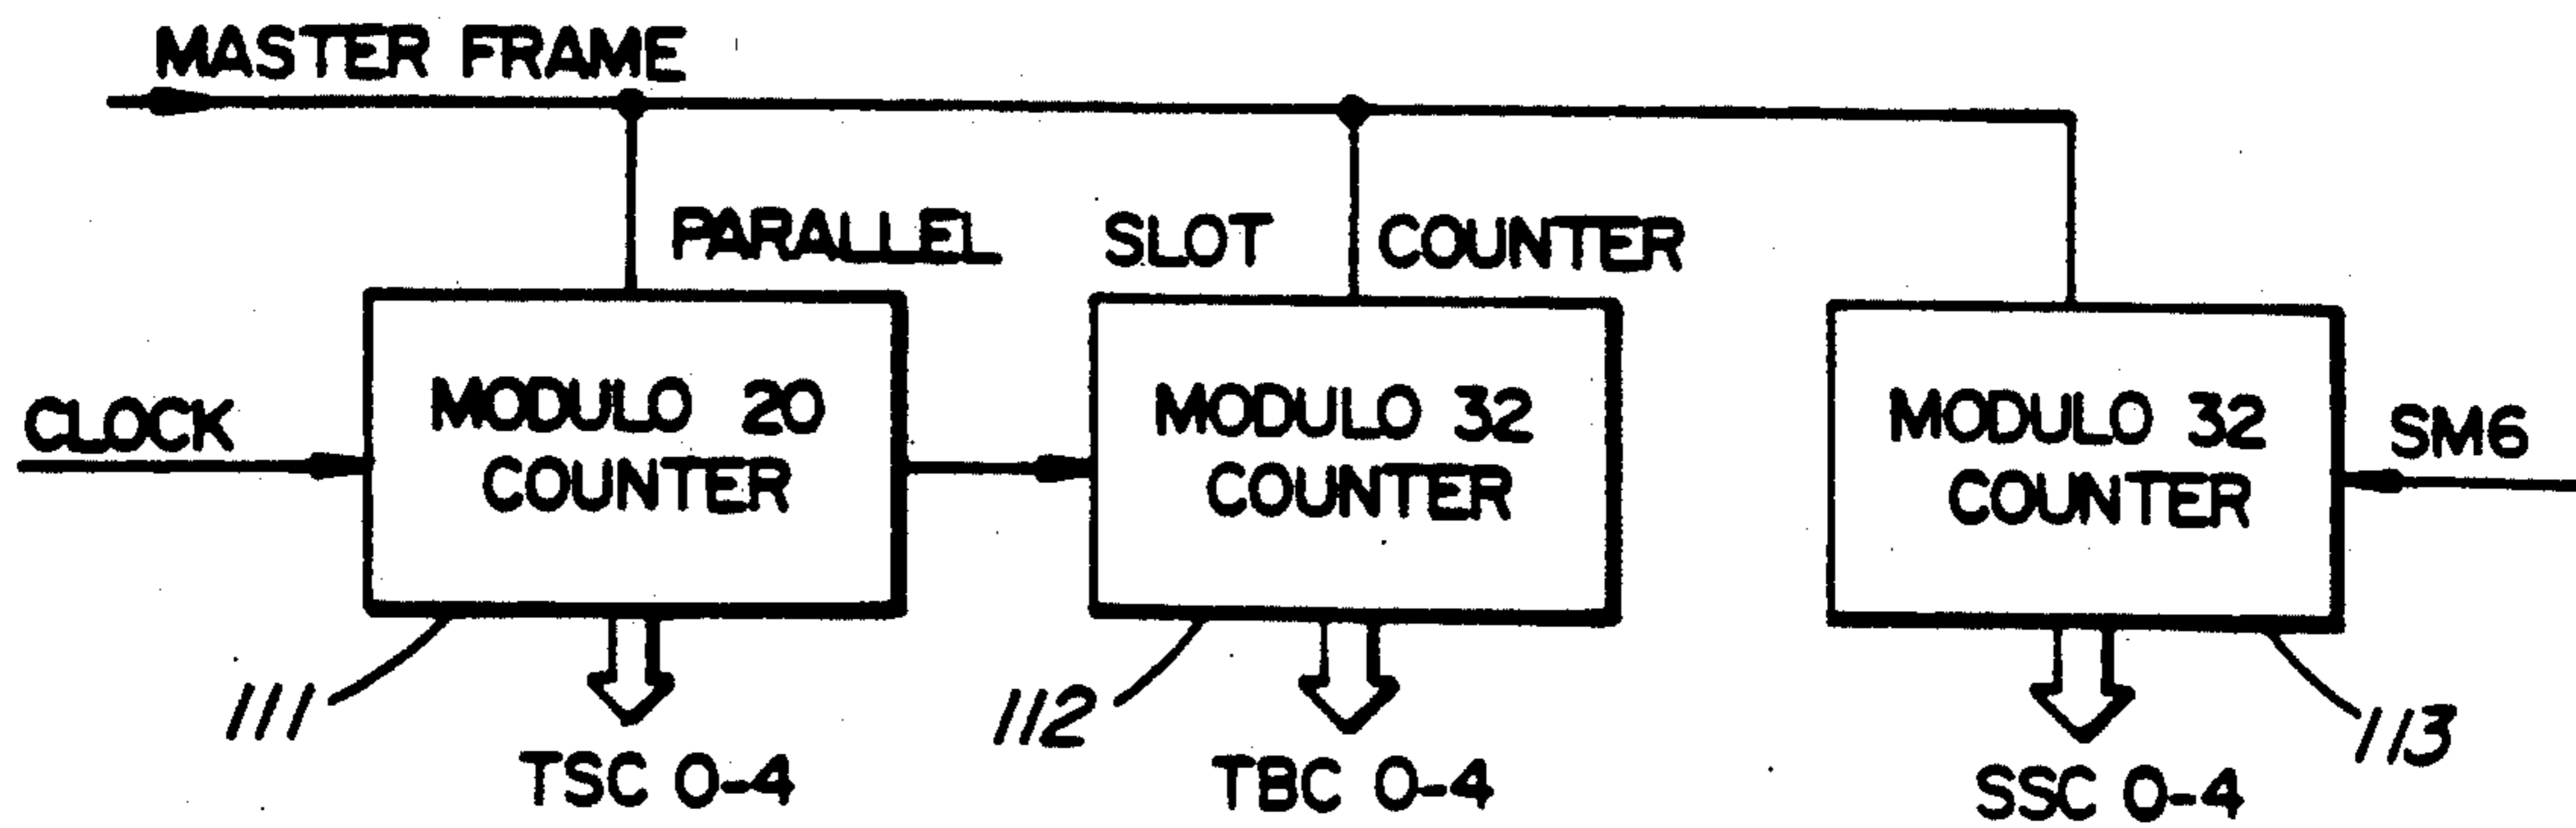 MASTER FRAME
PARALLEL SLOT COUNTER
CLOCK
MODULO 20
COUNTER
MODULO 32
COUNTER
MODULO 32
COUNTER
SM6
111
112
113
TSC 0-4
TBC 0-4
SSC 0-4